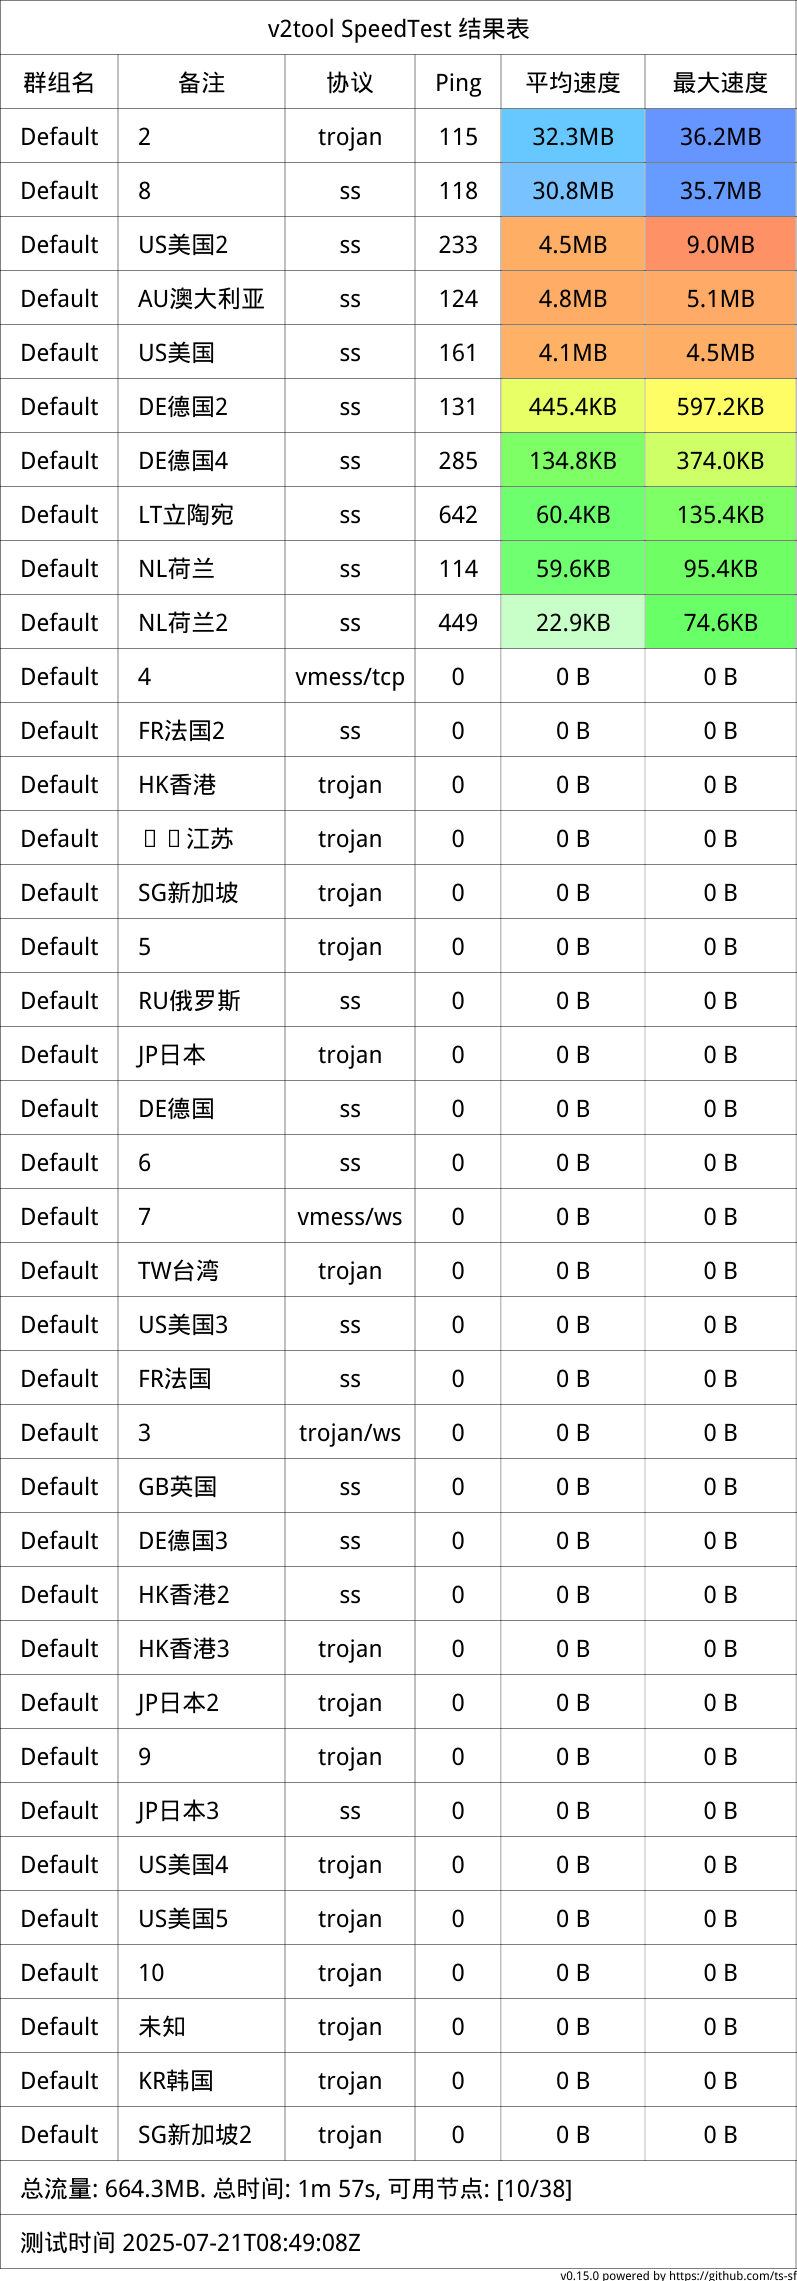 v2tool SpeedTest 结果表
群组名 备注 协议 Ping 平均速度 最大速度
Default 2 trojan 115 32.3MB 36.2MB
Default 8 ss 118 30.8MB 35.7MB
Default US美国2 ss 233 4.5MB 9.0MB
Default AU澳大利亚 ss 124 4.8MB 5.1MB
Default US美国 ss 161 4.1MB 4.5MB
Default DE德国2 ss 131 445.4KB 597.2KB
Default DE德国4 ss 285 134.8KB 374.0KB
Default LT立陶宛 ss 642 60.4KB 135.4KB
Default NL荷兰 ss 114 59.6KB 95.4KB
Default NL荷兰2 ss 449 22.9KB 74.6KB
Default 4 vmess/tcp 0 0 B 0 B
Default FR法国2 ss 0 0 B 0 B
Default HK香港 trojan 0 0 B 0 B
Default 江苏 trojan 0 0 B 0 B
Default SG新加坡 trojan 0 0 B 0 B
Default 5 trojan 0 0 B 0 B
Default RU俄罗斯 ss 0 0 B 0 B
Default JP日本 trojan 0 0 B 0 B
Default DE德国 ss 0 0 B 0 B
Default 6 ss 0 0 B 0 B
Default 7 vmess/ws 0 0 B 0 B
Default TW台湾 trojan 0 0 B 0 B
Default US美国3 ss 0 0 B 0 B
Default FR法国 ss 0 0 B 0 B
Default 3 trojan/ws 0 0 B 0 B
Default GB英国 ss 0 0 B 0 B
Default DE德国3 ss 0 0 B 0 B
Default HK香港2 ss 0 0 B 0 B
Default HK香港3 trojan 0 0 B 0 B
Default JP日本2 trojan 0 0 B 0 B
Default 9 trojan 0 0 B 0 B
Default JP日本3 ss 0 0 B 0 B
Default US美国4 trojan 0 0 B 0 B
Default US美国5 trojan 0 0 B 0 B
Default 10 trojan 0 0 B 0 B
Default 未知 trojan 0 0 B 0 B
Default KR韩国 trojan 0 0 B 0 B
Default SG新加坡2 trojan 0 0 B 0 B
总流量: 664.3MB. 总时间: 1m 57s, 可用节点: [10/38]
测试时间 2025-07-21T08:49:08Z
v0.15.0 powered by https://github.com/ts-sf